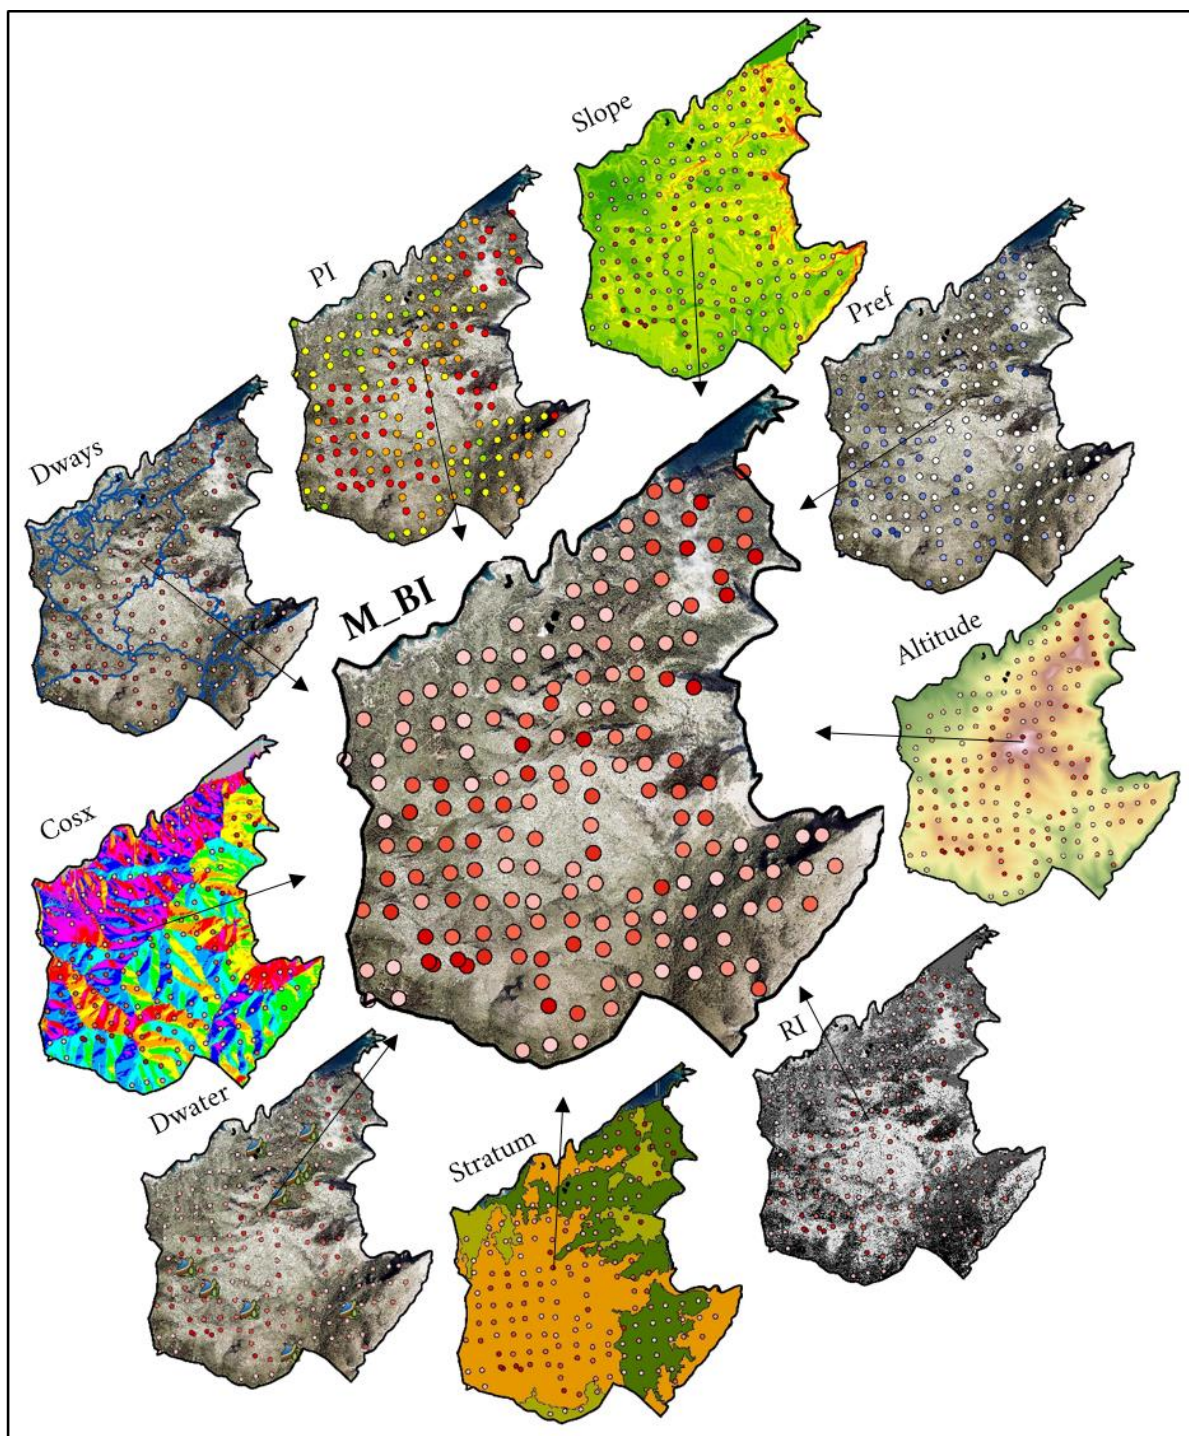 Slope
PI
Pref
Dways
M_BI
Altitude
Cosx
RI
Dwater
Stratum